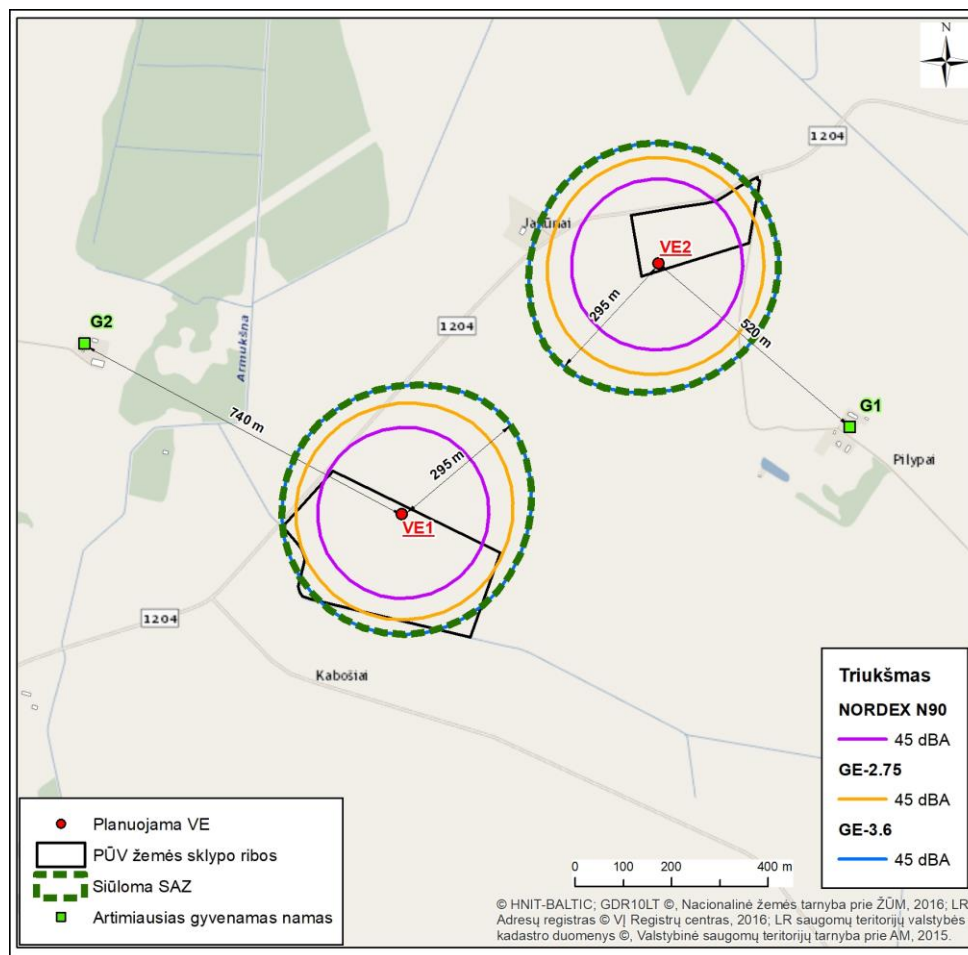 N
1204
Jakūnai
VE2
295 m
520 m
1204
G2
Armukšna
740 m
G1
Pilypai
295 m
VE1
1204
Kabošiai
Triukšmas
NORDEX N90
45 dBA
GE-2.75
45 dBA
GE-3.6
45 dBA
Planuojama VE
PŪV žemės sklypo ribos
Siūloma SAZ
Artimiausias gyvenamas namas
0 100 200 400 m
© HNIT-BALTIC; GDR10LT ©, Nacionalinė žemės tarnyba prie ŽŪM, 2016; LR
Adresų registras © VĮ Registrų centras, 2016; LR saugomų teritorijų valstybės
kadastro duomenys ©, Valstybinė saugomų teritorijų tarnyba prie AM, 2015.